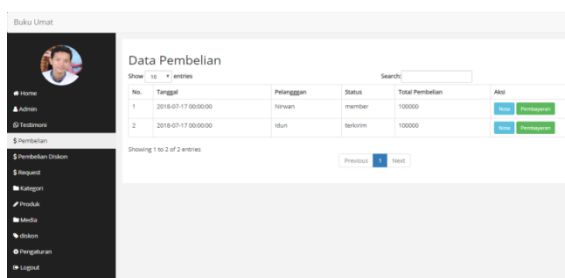 Buku Umat
Home
Admin
Testimoni
Pembelian
Pembelian Diskon
Request
Kategori
Produk
Media
diskon
Pengaturan
Logout
Data Pembelian
Show 10 entries
Search:
No. Tanggal Pelangggan Status Total Pembelian Aksi
1 2018-07-17 00:00:00 Nirwan member 100000 Nota Pembayaran
2 2018-07-17 00:00:00 Idun terkirim 100000 Nota Pembayaran
Showing 1 to 2 of 2 entries
Previous 1 Next